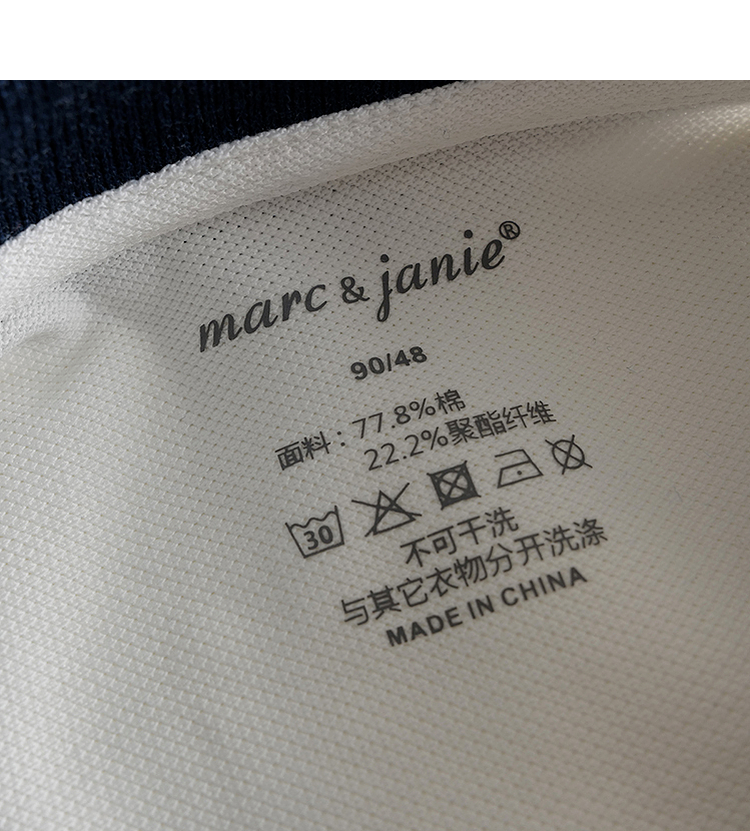 marc & janie®
90/48
面料：77.8%棉
22.2%聚酯纤维
30
不可干洗
与其它衣物分开洗涤
MADE IN CHINA